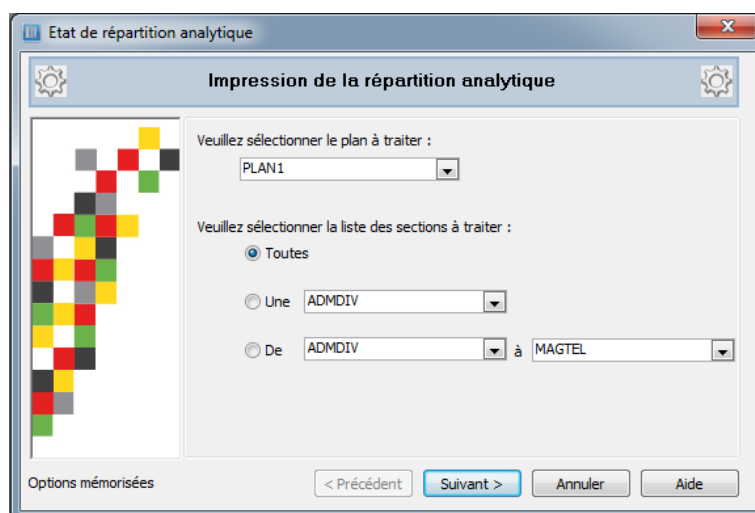 Etat de répartition analytique
Impression de la répartition analytique
Veuillez sélectionner le plan à traiter :
PLAN1
Veuillez sélectionner la liste des sections à traiter :
Toutes
Une ADMDIV
De ADMDIV à MAGTEL
Options mémorisées < Précédent Suivant > Annuler Aide